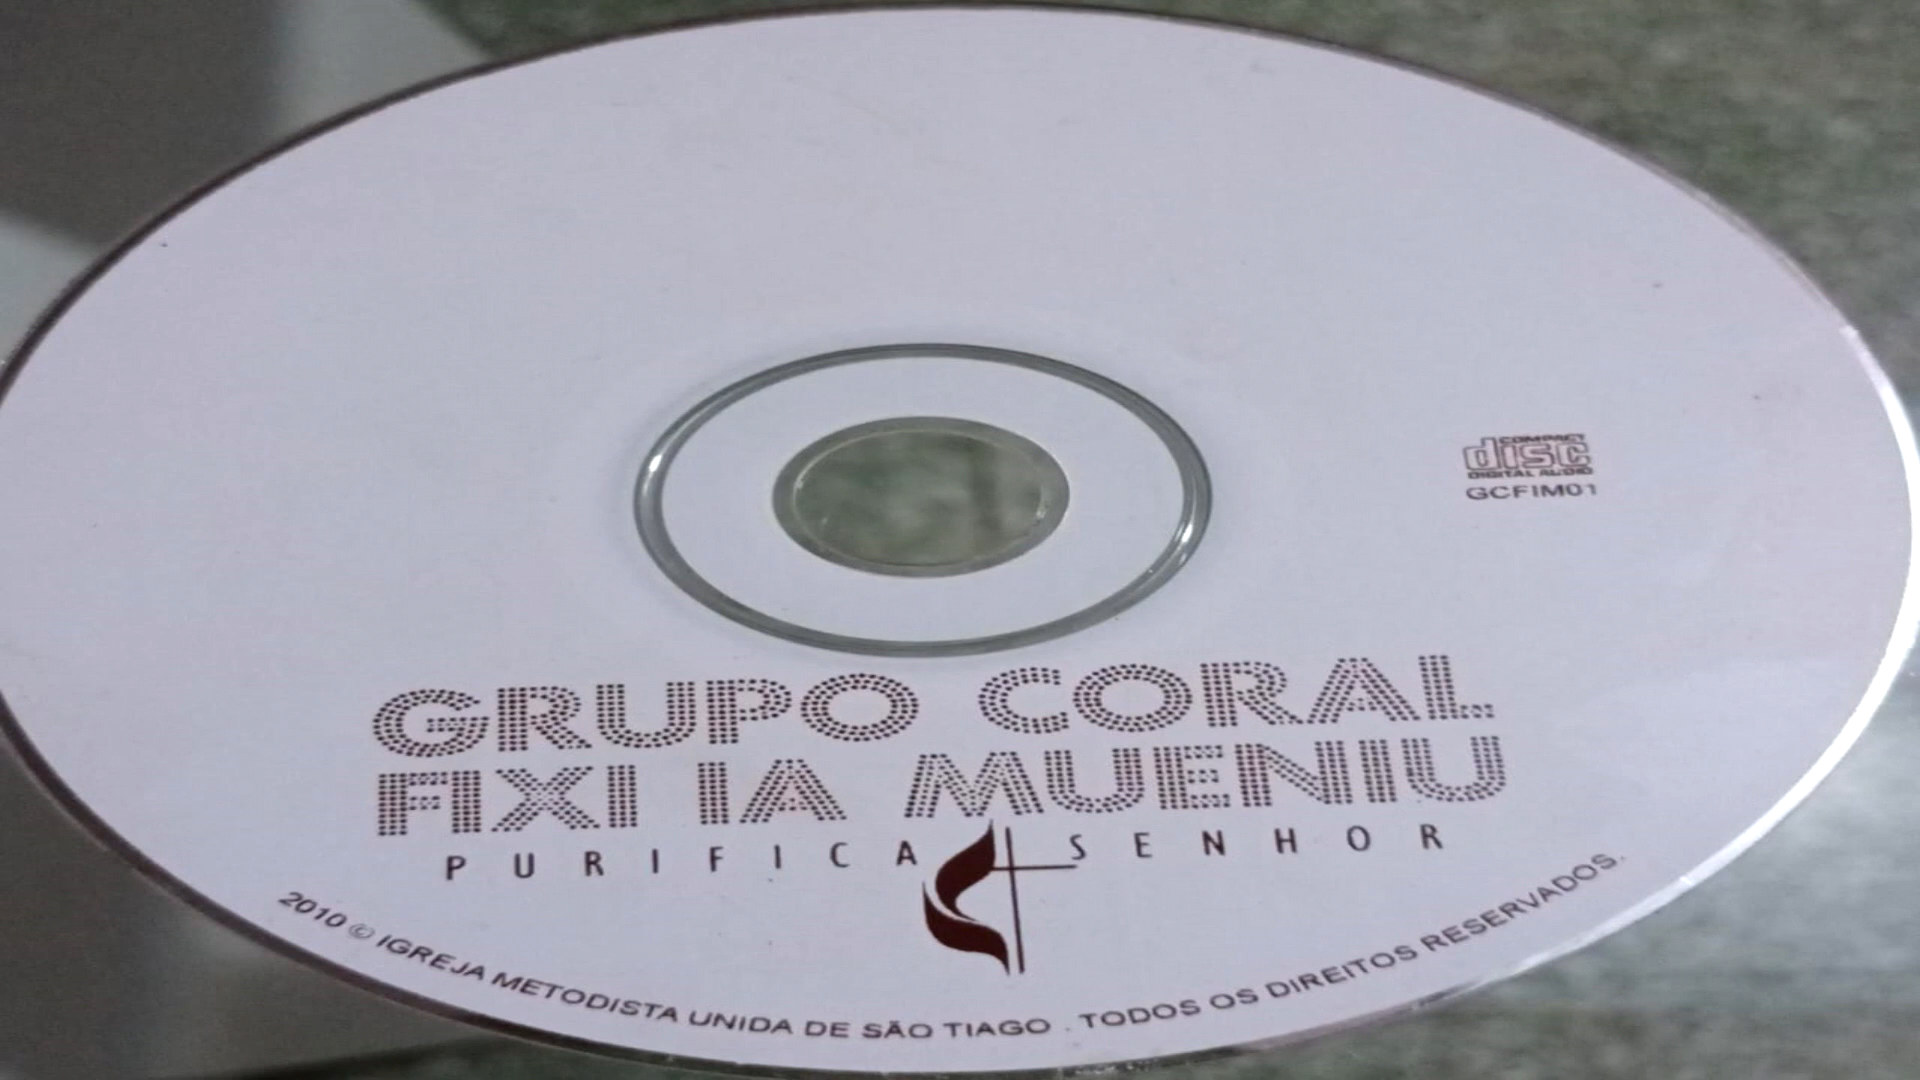 COMPACT
disc
DIGITAL AUDIO
GCFIM01
GRUPO CORAL
FIXI IA MUENIU
PURIFICA SENHOR
2010 © IGREJA METODISTA UNIDA DE SÃO TIAGO . TODOS OS DIREITOS RESERVADOS.